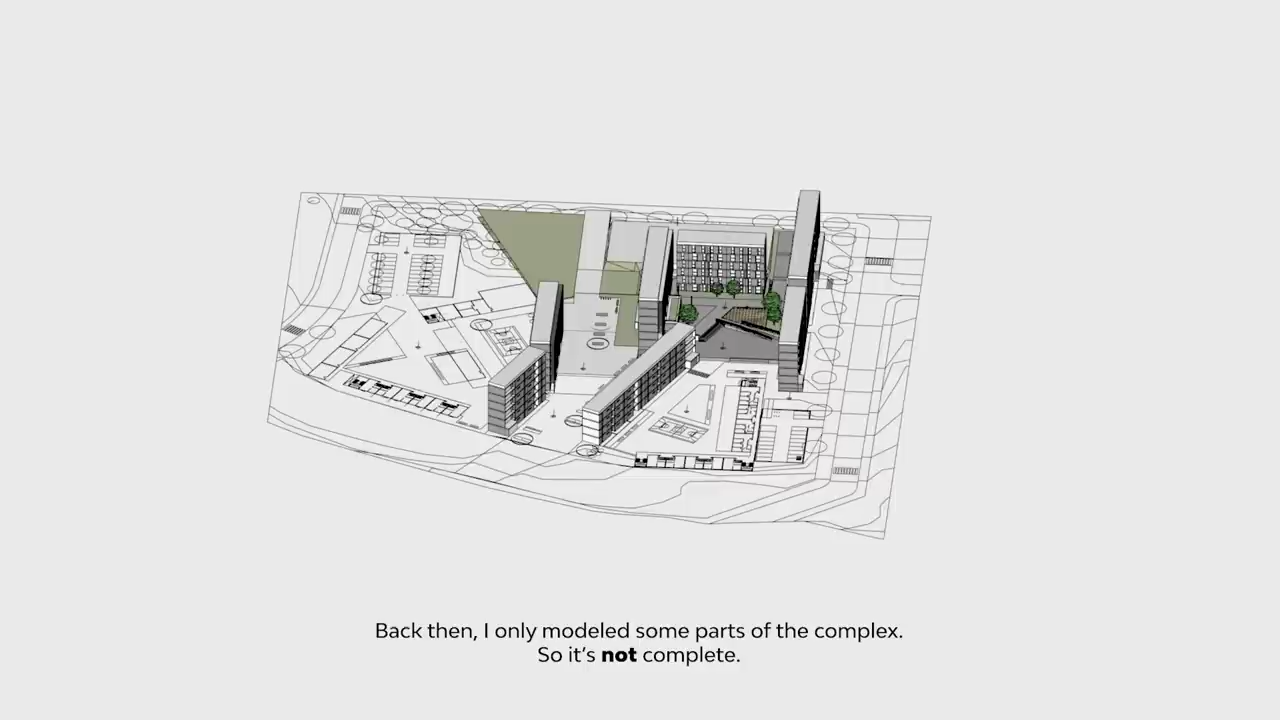 Back then, I only modeled some parts of the complex.
So it's not complete.